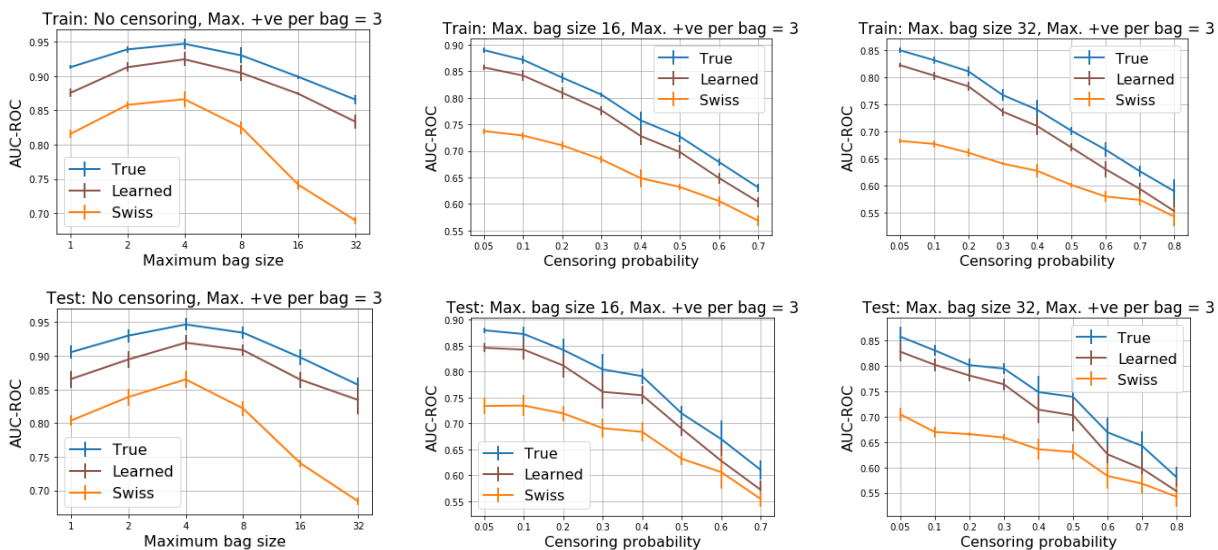 Train: No censoring, Max. +ve per bag = 3
AUC-ROC
0.95
0.90
0.85
0.80
0.75
0.70
True
Learned
Swiss
1 2 4 8 16 32
Maximum bag size
Train: Max. bag size 16, Max. +ve per bag = 3
AUC-ROC
0.90
0.85
0.80
0.75
0.70
0.65
0.60
0.55
True
Learned
Swiss
0.05 0.1 0.2 0.3 0.4 0.5 0.6 0.7
Censoring probability
Train: Max. bag size 32, Max. +ve per bag = 3
AUC-ROC
0.85
0.80
0.75
0.70
0.65
0.60
0.55
True
Learned
Swiss
0.05 0.1 0.2 0.3 0.4 0.5 0.6 0.7 0.8
Censoring probability
Test: No censoring, Max. +ve per bag = 3
AUC-ROC
0.95
0.90
0.85
0.80
0.75
0.70
True
Learned
Swiss
1 2 4 8 16 32
Maximum bag size
Test: Max. bag size 16, Max. +ve per bag = 3
AUC-ROC
0.90
0.85
0.80
0.75
0.70
0.65
0.60
0.55
True
Learned
Swiss
0.05 0.1 0.2 0.3 0.4 0.5 0.6 0.7
Censoring probability
Test: Max. bag size 32, Max. +ve per bag = 3
AUC-ROC
0.85
0.80
0.75
0.70
0.65
0.60
0.55
True
Learned
Swiss
0.05 0.1 0.2 0.3 0.4 0.5 0.6 0.7 0.8
Censoring probability